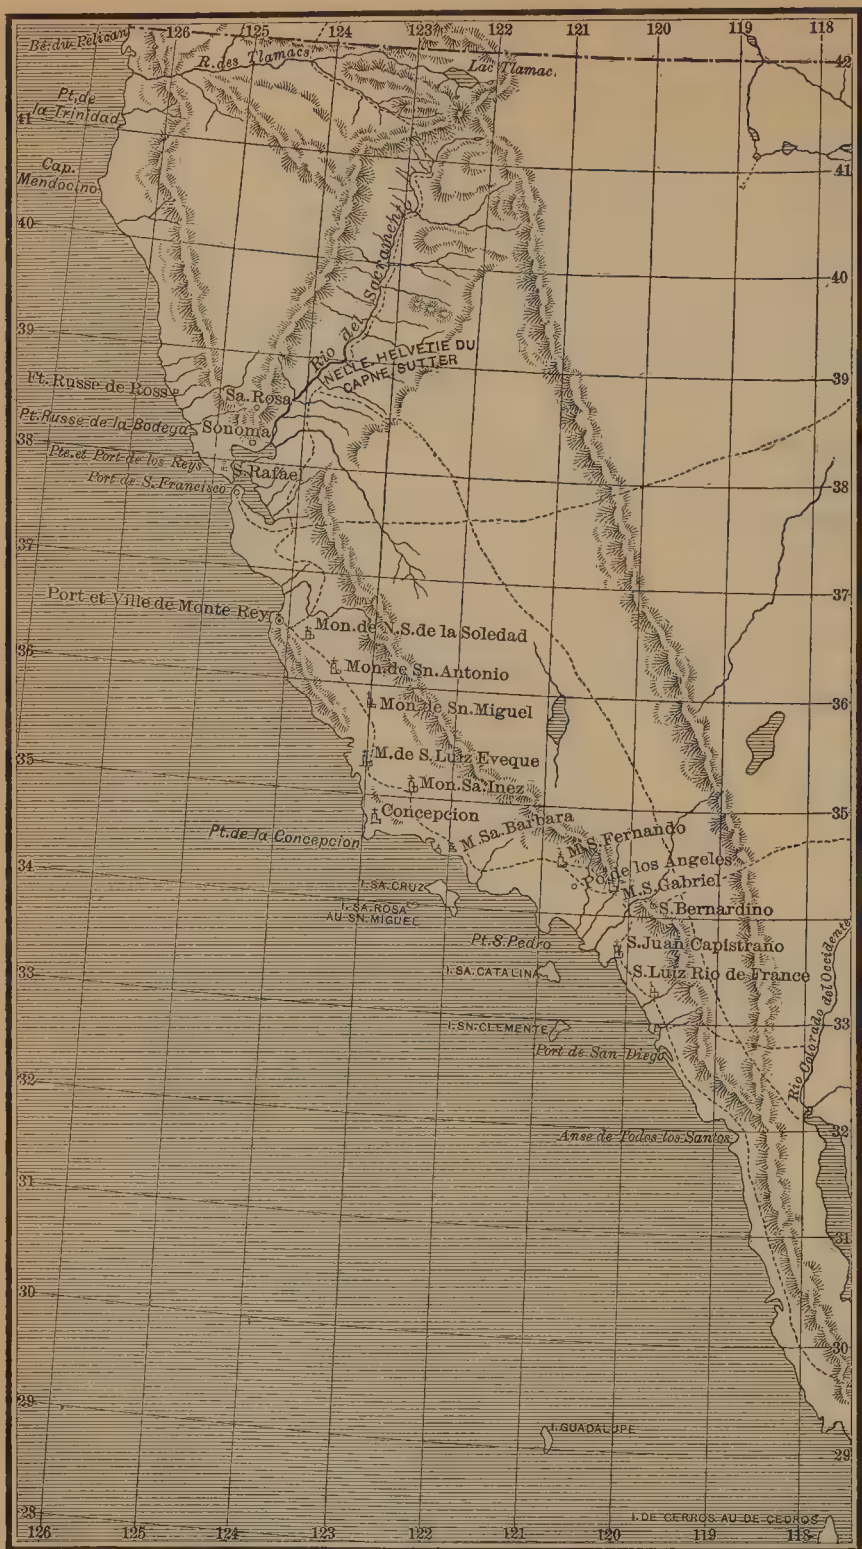 126 125 124 123 122 121 120 119 118
Be. du Pelican
R. des Tlamacs
Lac Tlamac.
42
Pt. de
la Trinidad
41
41
Cap.
Mendocino
40
40
Rio del Sacramento
39
39
NELLE. HELVETIE DU
CAPNE. SUTTER
Ft. Russe de Ross
Sa. Rosa
Pt. Russe de la Bodega
Sonoma
38
38
Pte. et Port de los Reys
S. Rafael
Port de S. Francisco
37
37
Port et Ville de Monte Rey
Mon. de N.S. de la Soledad
36
36
Mon. de Sn. Antonio
Mon. de Sn. Miguel
35
35
M. de S. Luiz Eveque
Mon. Sa. Inez
Concepcion
Pt. de la Concepcion
M. Sa. Barbara
M. S. Fernando
34
Po. de los Angeles
M. S. Gabriel
I. SA. CRUZ
I. SA. ROSA
AU SN. MIGUEL
S. Bernardino
Pt. S. Pedro
S. Juan Capistraño
33
I. SA. CATALINA
S. Luiz Rio de France
Rio Colorado del Occidente
33
I. SN. CLEMENTE
Port de San Diego
32
32
Anse de Todos los Santos
31
31
30
30
29
I. GUADALUPE
29
28
I. DE CERROS AU DE CEDROS
126 125 124 123 122 121 120 119 118